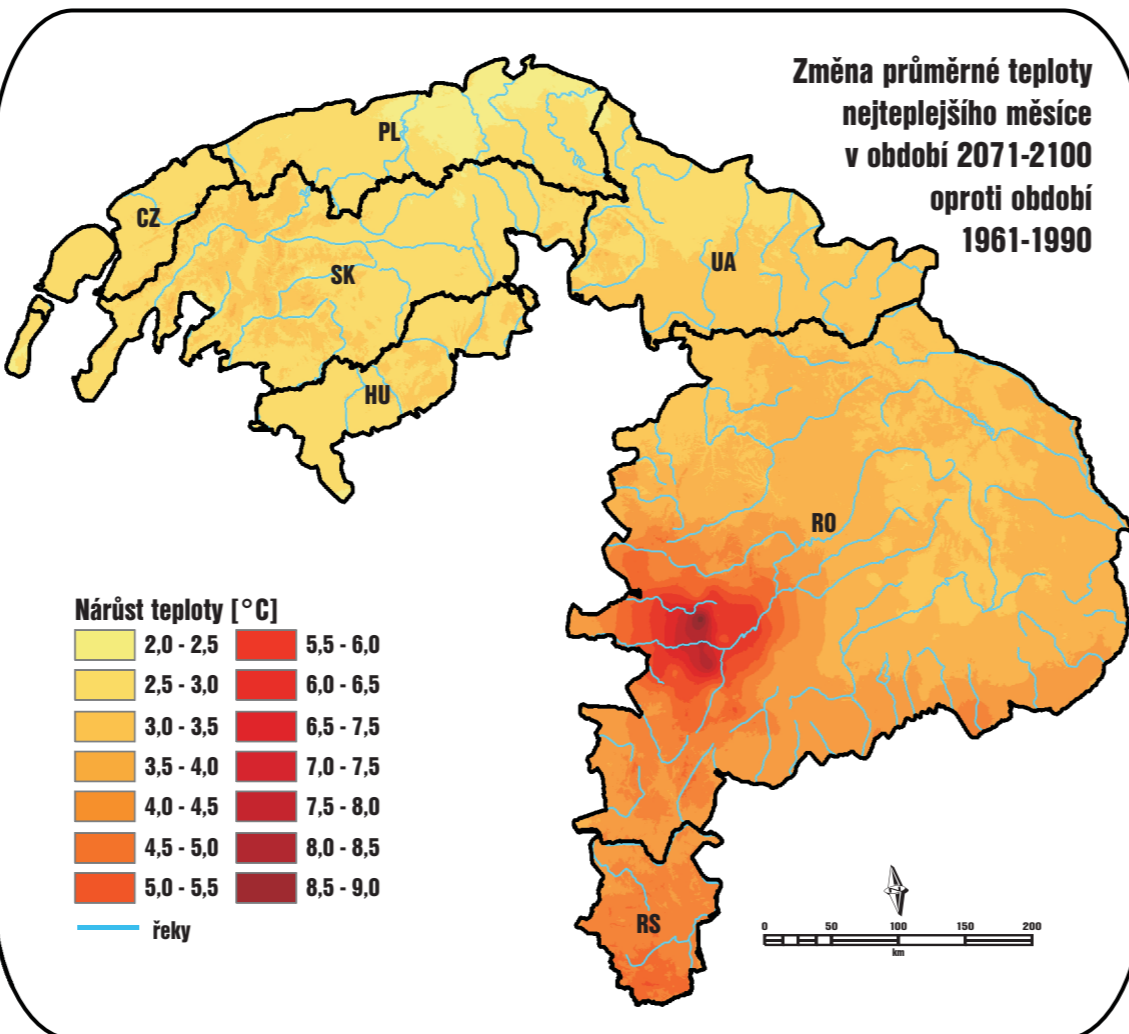 Změna průměrné teploty
nejteplejšího měsíce
v období 2071-2100
oproti období
1961-1990
PL
CZ
SK
UA
HU
RO
RS
Nárůst teploty [°C]
2,0 - 2,5
2,5 - 3,0
3,0 - 3,5
3,5 - 4,0
4,0 - 4,5
4,5 - 5,0
5,0 - 5,5
5,5 - 6,0
6,0 - 6,5
6,5 - 7,5
7,0 - 7,5
7,5 - 8,0
8,0 - 8,5
8,5 - 9,0
řeky
0 50 100 150 200
km